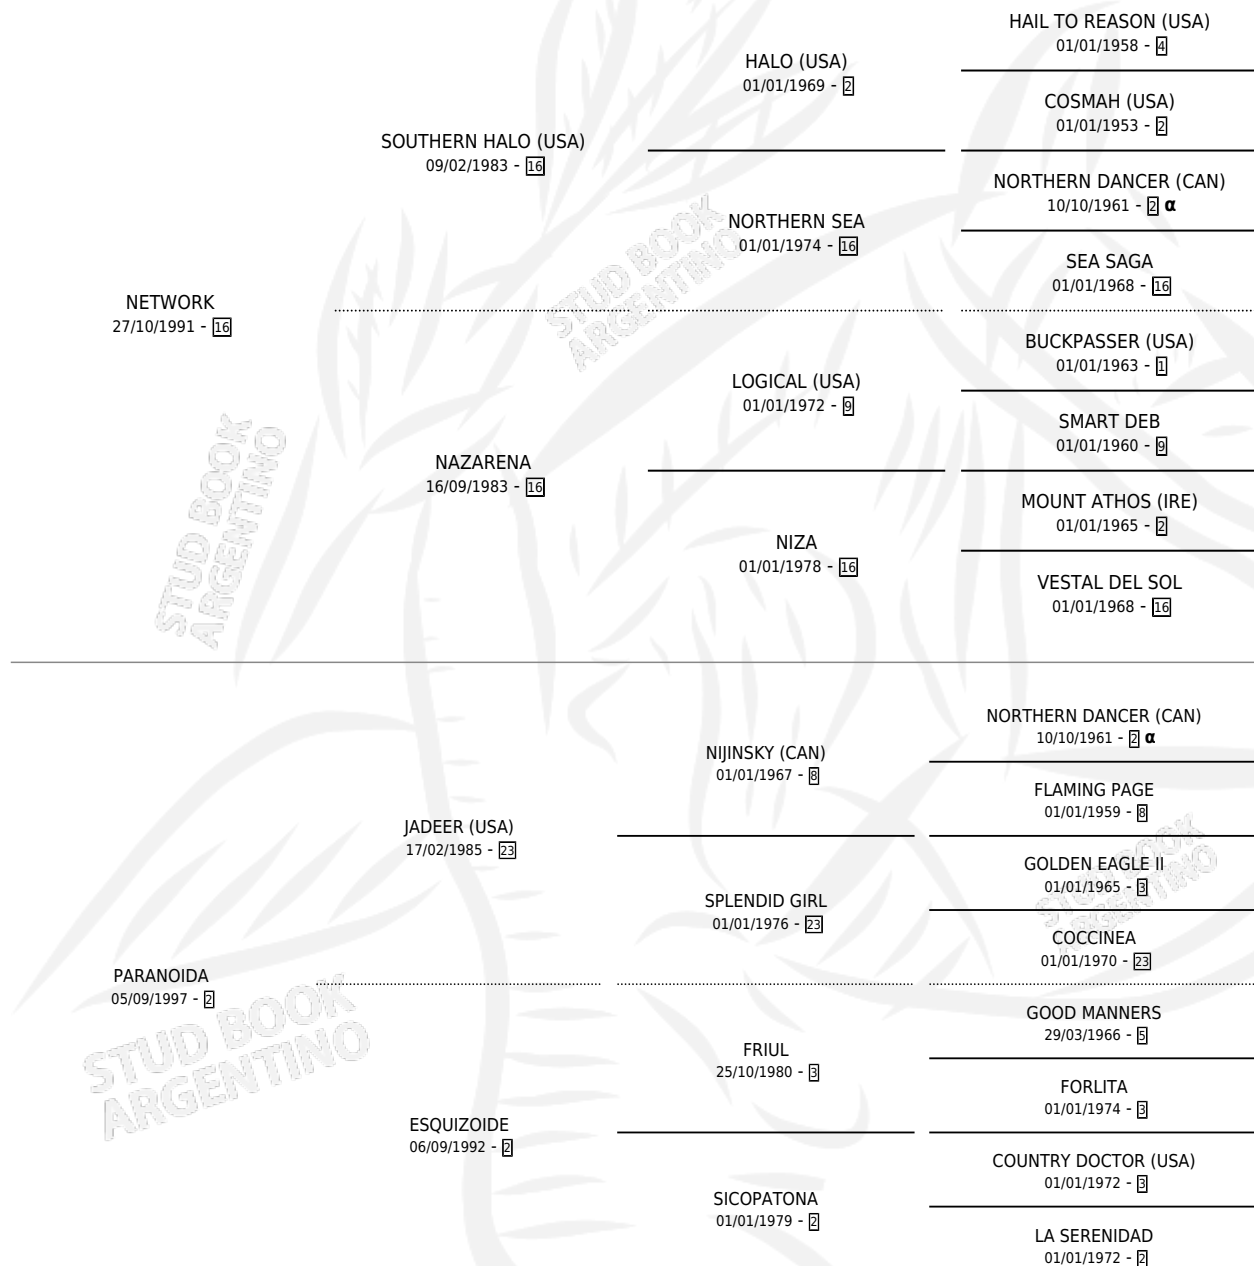 HAIL TO REASON (USA)
01/01/1958 - 4
HALO (USA)
01/01/1969 - 2
COSMAH (USA)
01/01/1953 - 2
SOUTHERN HALO (USA)
09/02/1983 - 16
NORTHERN DANCER (CAN)
10/10/1961 - 2 α
NORTHERN SEA
01/01/1974 - 16
SEA SAGA
01/01/1968 - 16
STUD BOOK
ARGENTINO
NETWORK
27/10/1991 - 16
BUCKPASSER (USA)
01/01/1963 - 1
LOGICAL (USA)
01/01/1972 - 9
SMART DEB
01/01/1960 - 9
NAZARENA
16/09/1983 - 16
MOUNT ATHOS (IRE)
01/01/1965 - 2
NIZA
01/01/1978 - 16
VESTAL DEL SOL
01/01/1968 - 16
STUD BOOK
ARGENTINO
NORTHERN DANCER (CAN)
10/10/1961 - 2 α
NIJINSKY (CAN)
01/01/1967 - 8
FLAMING PAGE
01/01/1959 - 8
JADEER (USA)
17/02/1985 - 23
GOLDEN EAGLE II
01/01/1965 - 3
SPLENDID GIRL
01/01/1976 - 23
COCCINEA
01/01/1970 - 23
STUD BOOK
ARGENTINO
PARANOIDA
05/09/1997 - 2
GOOD MANNERS
29/03/1966 - 5
FRIUL
25/10/1980 - 3
FORLITA
01/01/1974 - 3
STUD BOOK
ARGENTINO
ESQUIZOIDE
06/09/1992 - 2
COUNTRY DOCTOR (USA)
01/01/1972 - 3
SICOPATONA
01/01/1979 - 2
LA SERENIDAD
01/01/1972 - 2